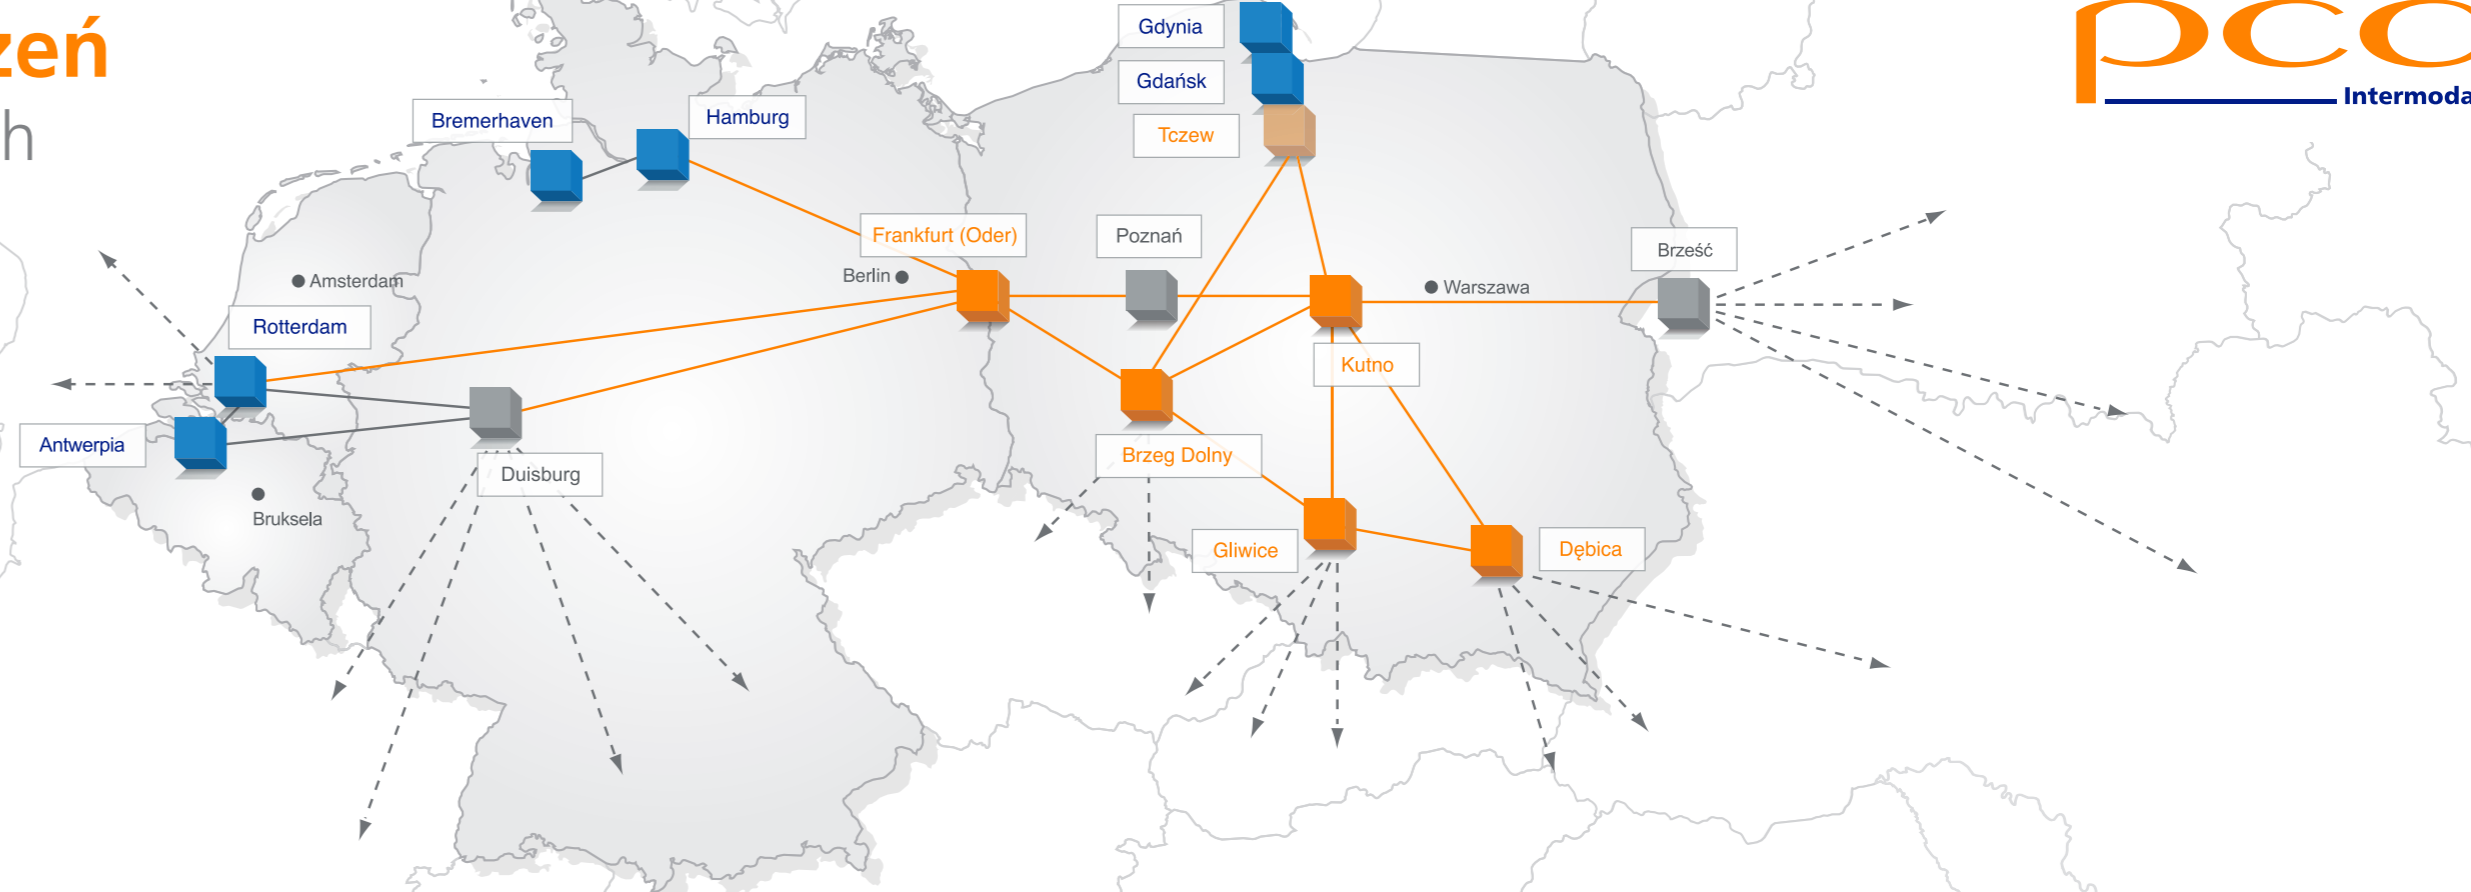 zeń
h
pcc
Intermoda
Gdynia
Gdańsk
Tczew
Bremerhaven
Hamburg
Frankfurt (Oder)
Poznań
Brześć
Berlin
Amsterdam
Warszawa
Rotterdam
Kutno
Antwerpia
Brzeg Dolny
Duisburg
Bruksela
Gliwice
Dębica